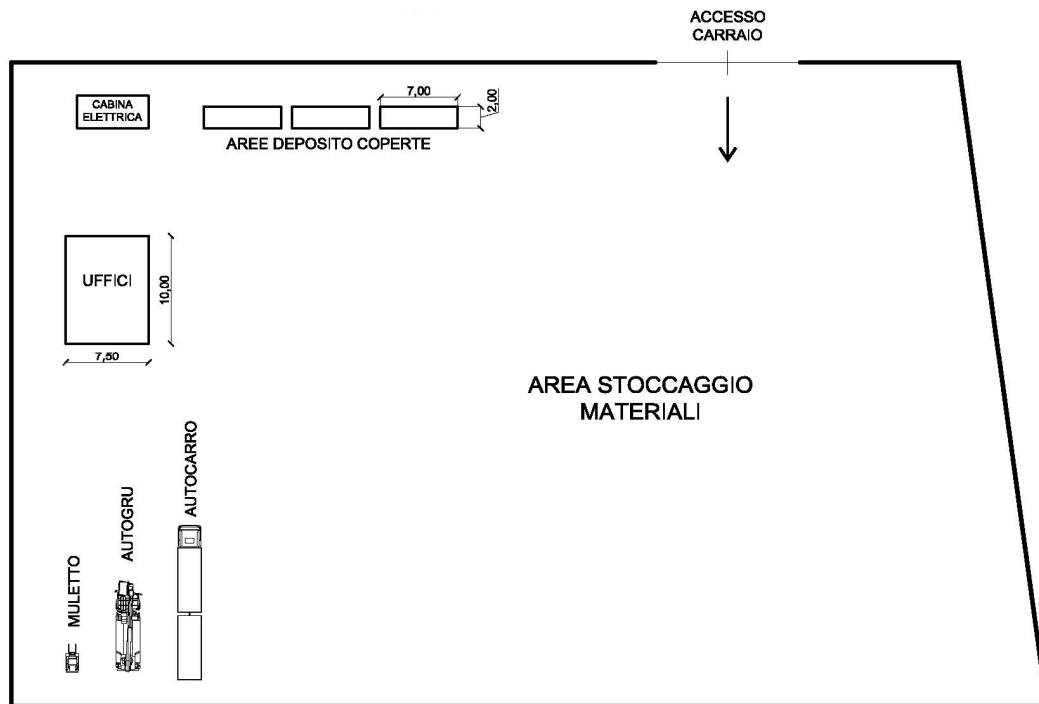 ACCESSO
CARRAIO
CABINA
ELETTRICA
7,00
2,00
AREE DEPOSITO COPERTE
UFFICI
10,00
7,50
AREA STOCCAGGIO
MATERIALI
MULETTO
AUTOGRU
AUTOCARRO